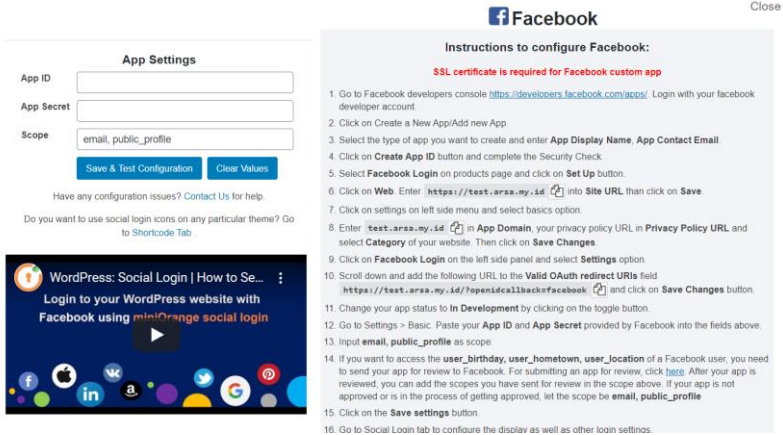 Close
Facebook
App Settings
App ID
App Secret
Scope
email, public_profile
Save & Test Configuration
Clear Values
Have any configuration issues? Contact Us for help.
Do you want to use social login icons on any particular theme? Go
to Shortcode Tab .
WordPress: Social Login | How to Se...
Login to your WordPress website with
Facebook using miniOrange social login
Instructions to configure Facebook:
SSL certificate is required for Facebook custom app
1. Go to Facebook developers console https://developers.facebook.com/apps/. Login with your facebook
developer account.
2. Click on Create a New App/Add new App.
3. Select the type of app you want to create and enter App Display Name, App Contact Email.
4. Click on Create App ID button and complete the Security Check.
5. Select Facebook Login on products page and click on Set Up button.
6. Click on Web. Enter https://test.arsa.my.id into Site URL than click on Save.
7. Click on settings on left side menu and select basics option.
8. Enter test.arsa.my.id in App Domain, your privacy policy URL in Privacy Policy URL and
select Category of your website. Then click on Save Changes.
9. Click on Facebook Login on the left side panel and select Settings option.
10. Scroll down and add the following URL to the Valid OAuth redirect URIs field
https://test.arsa.my.id/?openidcallback=facebook and click on Save Changes button.
11. Change your app status to In Development by clicking on the toggle button.
12. Go to Settings > Basic. Paste your App ID and App Secret provided by Facebook into the fields above.
13. Input email, public_profile as scope.
14. If you want to access the user_birthday, user_hometown, user_location of a Facebook user, you need
to send your app for review to Facebook. For submitting an app for review, click here. After your app is
reviewed, you can add the scopes you have sent for review in the scope above. If your app is not
approved or is in the process of getting approved, let the scope be email, public_profile
15. Click on the Save settings button.
16. Go to Social Login tab to configure the display as well as other login settings.